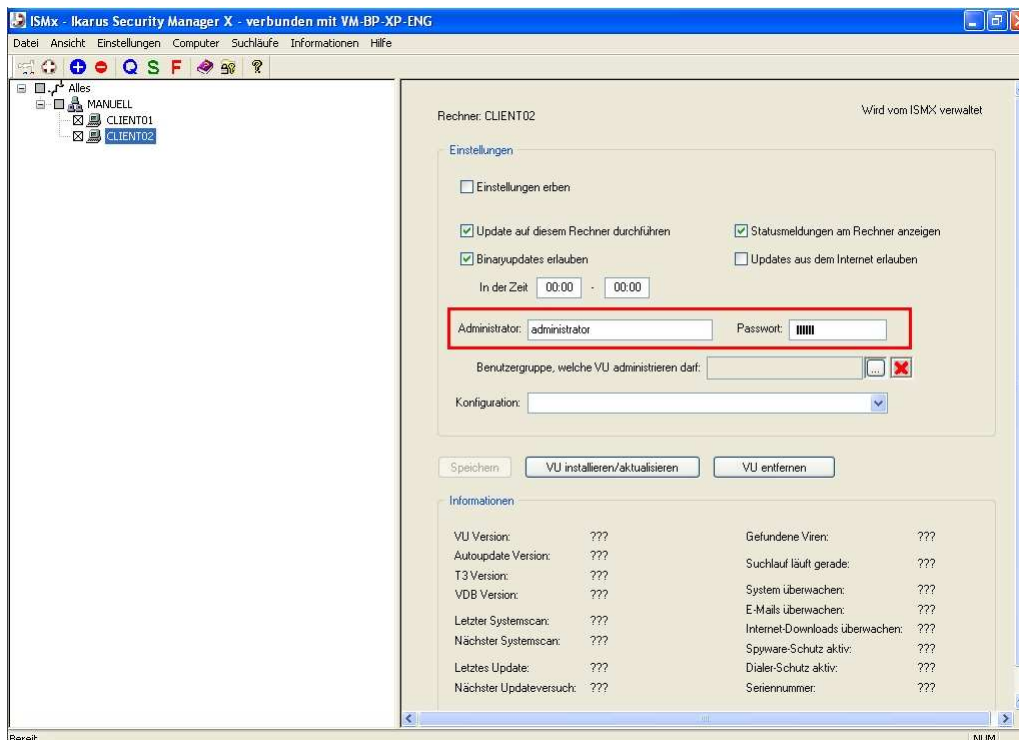 ISMx - Ikarus Security Manager X - verbunden mit VM-BP-XP-ENG
Datei Ansicht Einstellungen Computer Suchläufe Informationen Hilfe
Q S F ?
Alles
MANUELL
CLIENT01
CLIENT02
Rechner: CLIENT02
Wird vom ISMX verwaltet
Einstellungen
Einstellungen erben
Update auf diesem Rechner durchführen
Statusmeldungen am Rechner anzeigen
Binaryupdates erlauben
Updates aus dem Internet erlauben
In der Zeit 00:00 - 00:00
Administrator: administrator Passwort:
Benutzergruppe, welche VU administrieren darf: ...
Konfiguration:
Speichern VU installieren/aktualisieren VU entfernen
Informationen
VU Version: ???
Autoupdate Version: ???
T3 Version: ???
VDB Version: ???
Letzter Systemscan: ???
Nächster Systemscan: ???
Letztes Update: ???
Nächster Updateversuch: ???
Gefundene Viren: ???
Suchlauf läuft gerade: ???
System überwachen: ???
E-Mails überwachen: ???
Internet-Downloads überwachen: ???
Spyware-Schutz aktiv: ???
Dialer-Schutz aktiv: ???
Seriennummer: ???
Bereit
NUM